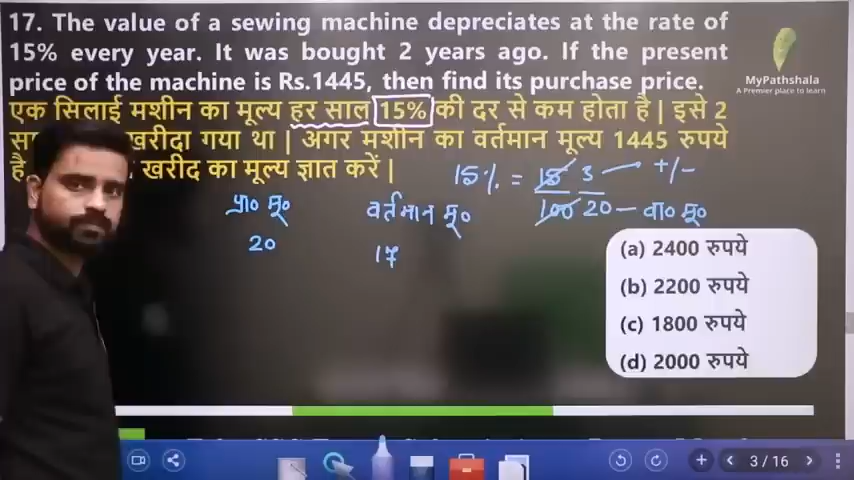 17. The value of a sewing machine depreciates at the rate of
15% every year. It was bought 2 years ago. If the present
price of the machine is Rs.1445, then find its purchase price.
MyPathshala
A Premier place to learn
एक सिलाई मशीन का मूल्य हर साल 15% की दर से कम होता है | इसे 2
खरीदा गया था | अगर मशीन का वर्तमान मूल्य 1445 रुपये
है, खरीद का मूल्य ज्ञात करें |
15% = 15 3 +/-
100 20 – वा० मू०
प्रा० मू० वर्तमान मू०
20 17
(a) 2400 रुपये
(b) 2200 रुपये
(c) 1800 रुपये
(d) 2000 रुपये
3 / 16